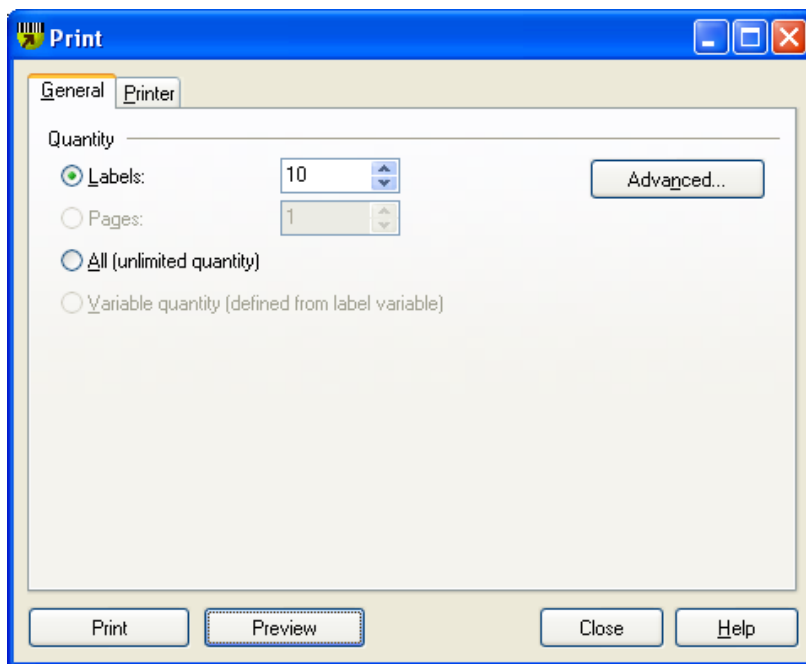 Print
General Printer
Quantity
Labels: 10 Advanced...
Pages: 1
All (unlimited quantity)
Variable quantity (defined from label variable)
Print Preview Close Help